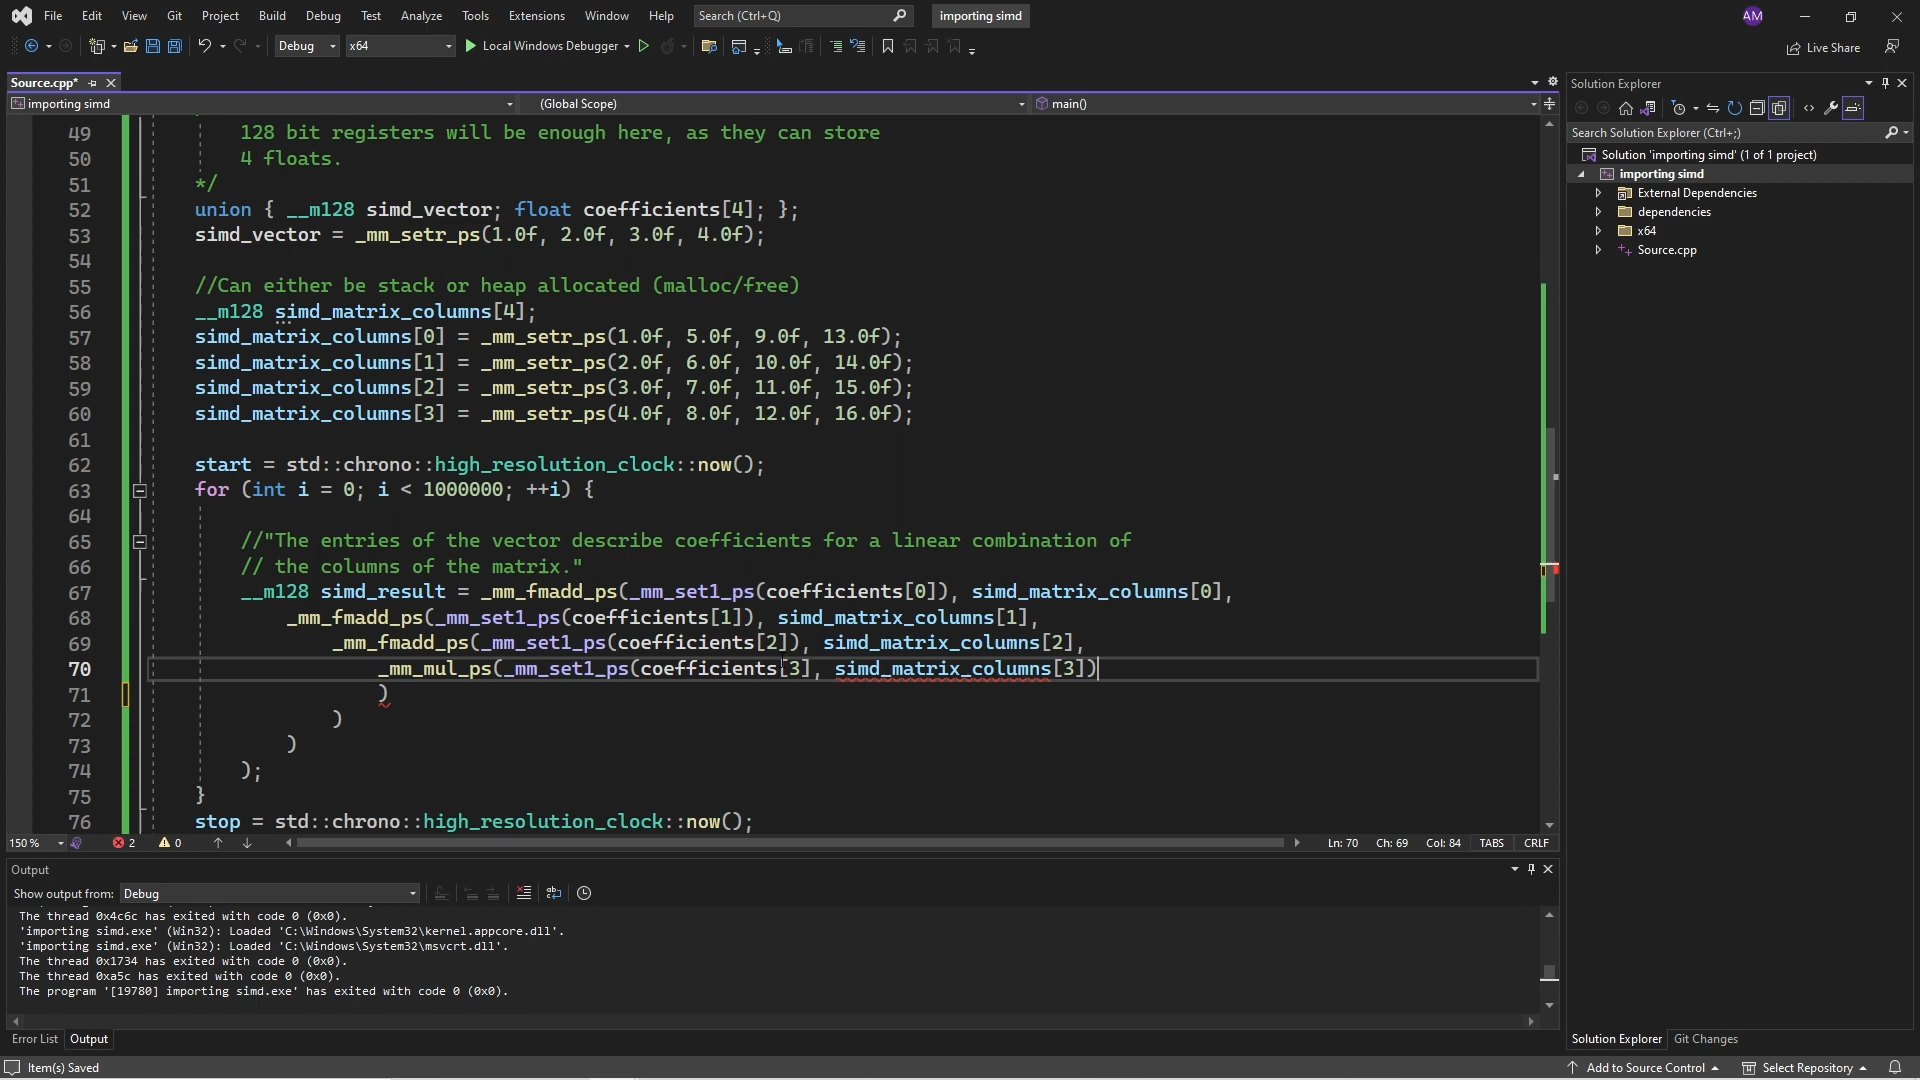 File Edit View Git Project Build Debug Test Analyze Tools Extensions Window Help Search (Ctrl+Q) importing simd AM
Debug x64 Local Windows Debugger Live Share
Source.cpp*
importing simd (Global Scope) main()
49 128 bit registers will be enough here, as they can store
50 4 floats.
51 */
52 union { __m128 simd_vector; float coefficients[4]; };
53 simd_vector = _mm_setr_ps(1.0f, 2.0f, 3.0f, 4.0f);
54
55 //Can either be stack or heap allocated (malloc/free)
56 __m128 simd_matrix_columns[4];
57 simd_matrix_columns[0] = _mm_setr_ps(1.0f, 5.0f, 9.0f, 13.0f);
58 simd_matrix_columns[1] = _mm_setr_ps(2.0f, 6.0f, 10.0f, 14.0f);
59 simd_matrix_columns[2] = _mm_setr_ps(3.0f, 7.0f, 11.0f, 15.0f);
60 simd_matrix_columns[3] = _mm_setr_ps(4.0f, 8.0f, 12.0f, 16.0f);
61
62 start = std::chrono::high_resolution_clock::now();
63 for (int i = 0; i < 1000000; ++i) {
64
65 //"The entries of the vector describe coefficients for a linear combination of
66 // the columns of the matrix."
67 __m128 simd_result = _mm_fmadd_ps(_mm_set1_ps(coefficients[0]), simd_matrix_columns[0],
68 _mm_fmadd_ps(_mm_set1_ps(coefficients[1]), simd_matrix_columns[1],
69 _mm_fmadd_ps(_mm_set1_ps(coefficients[2]), simd_matrix_columns[2],
70 _mm_mul_ps(_mm_set1_ps(coefficients[3], simd_matrix_columns[3])
71 )
72 )
73 )
74 );
75 }
76 stop = std::chrono::high_resolution_clock::now();
150 % 2 0 Ln: 70 Ch: 69 Col: 84 TABS CRLF
Output
Show output from: Debug
The thread 0x4c6c has exited with code 0 (0x0).
'importing simd.exe' (Win32): Loaded 'C:\Windows\System32\kernel.appcore.dll'.
'importing simd.exe' (Win32): Loaded 'C:\Windows\System32\msvcrt.dll'.
The thread 0x1734 has exited with code 0 (0x0).
The thread 0xa5c has exited with code 0 (0x0).
The program '[19780] importing simd.exe' has exited with code 0 (0x0).
Error List Output
Item(s) Saved
Solution Explorer
Search Solution Explorer (Ctrl+;)
Solution 'importing simd' (1 of 1 project)
importing simd
External Dependencies
dependencies
x64
Source.cpp
Solution Explorer Git Changes
Add to Source Control Select Repository